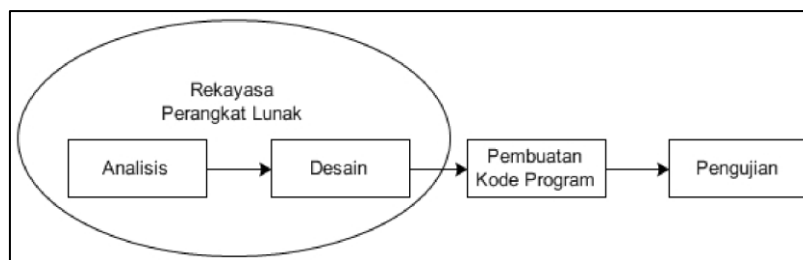 Rekayasa
Perangkat Lunak
Analisis
Desain
Pembuatan
Kode Program
Pengujian